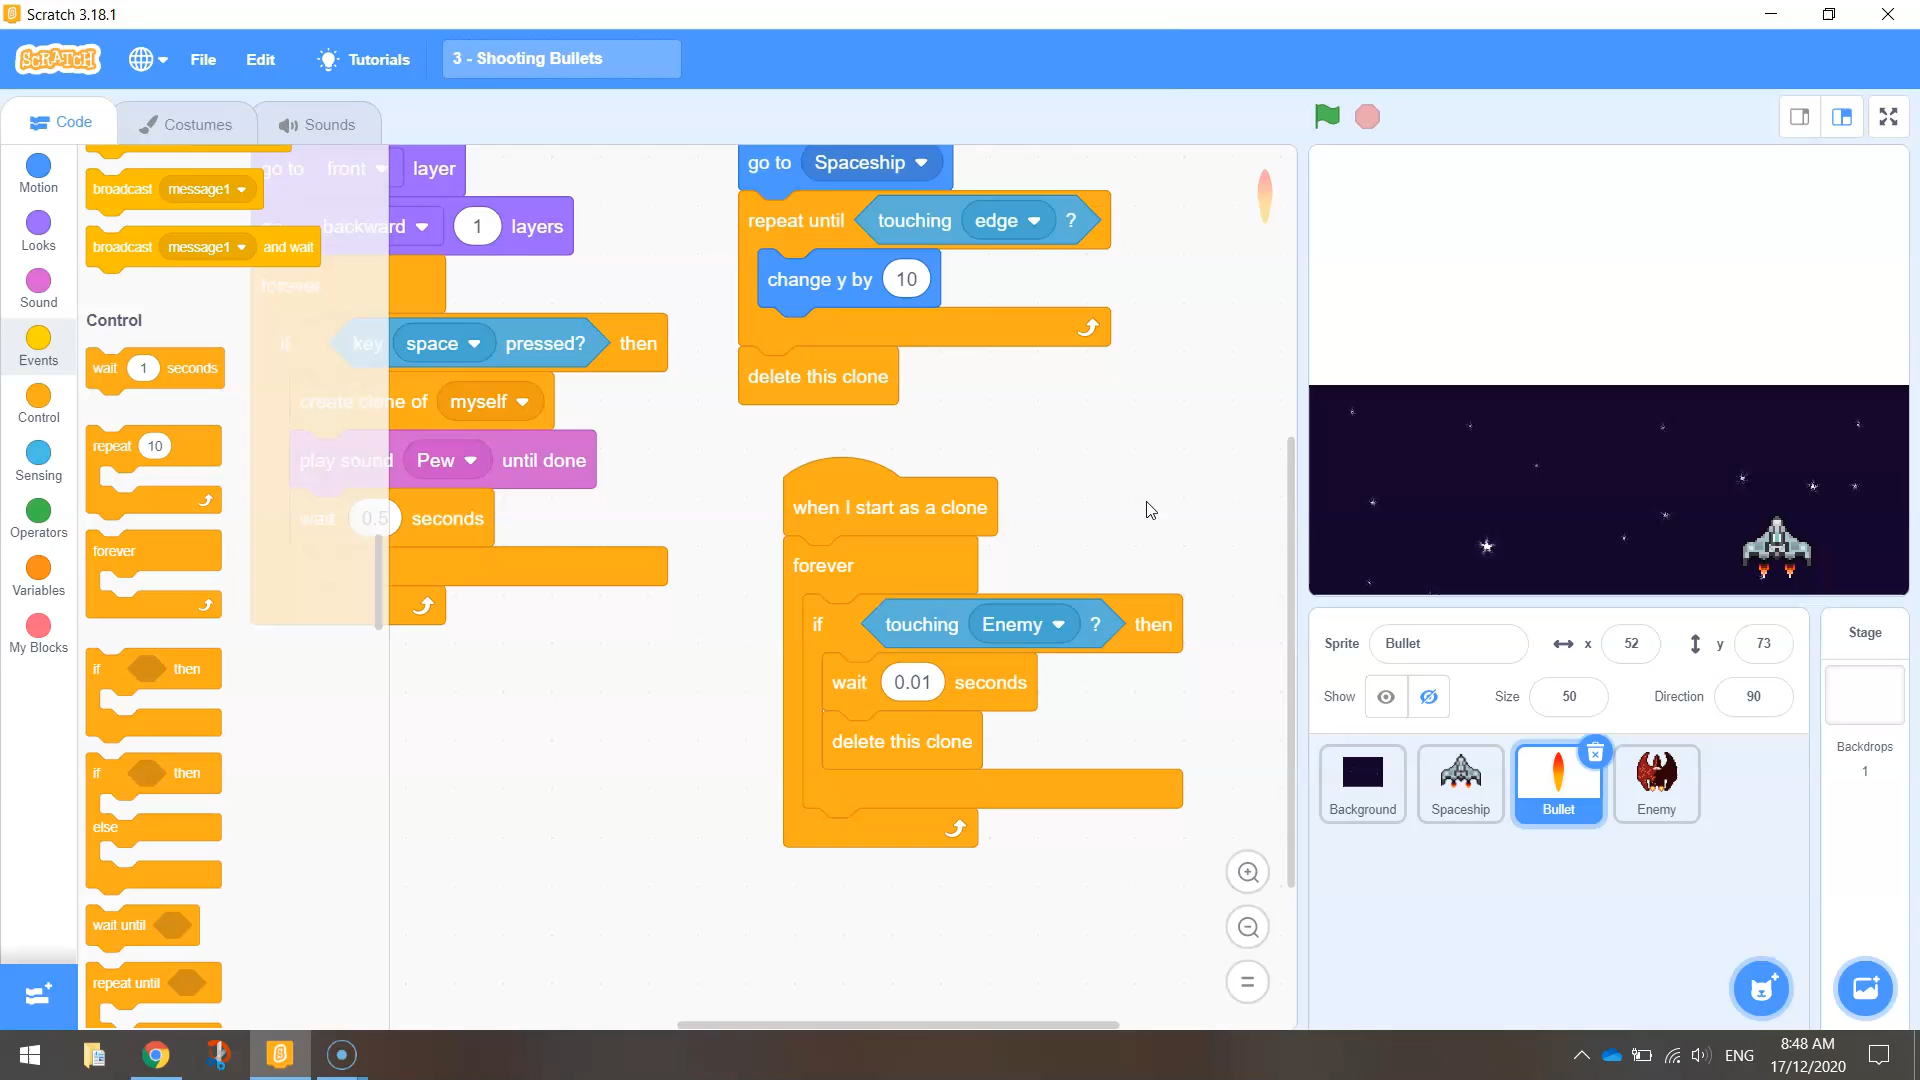 Scratch 3.18.1
SCRATCH
File
Edit
Tutorials
3 - Shooting Bullets
Code
Costumes
Sounds
Motion
Looks
Sound
Events
Control
Sensing
Operators
Variables
My Blocks
broadcast message1
broadcast message1 and wait
Control
wait 1 seconds
repeat 10
forever
if then
if then
else
wait until
repeat until
go to front layer
backward 1 layers
forever
if key space pressed? then
create clone of myself
play sound Pew until done
wait 0.5 seconds
go to Spaceship
repeat until touching edge ?
change y by 10
delete this clone
when I start as a clone
forever
if touching Enemy ? then
wait 0.01 seconds
delete this clone
Sprite Bullet x 52 y 73
Show Size 50 Direction 90
Background
Spaceship
Bullet
Enemy
Stage
Backdrops
1
ENG
8:48 AM
17/12/2020